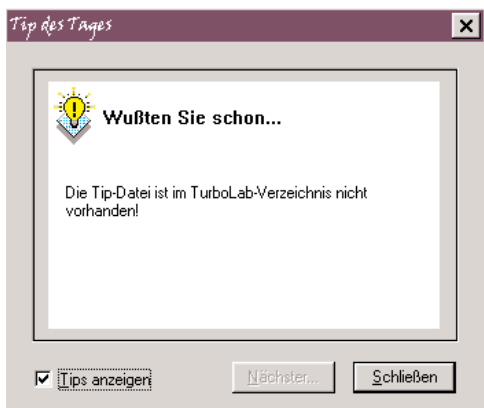 Tip des Tages
Wußten Sie schon...
Die Tip-Datei ist im TurboLab-Verzeichnis nicht
vorhanden!
Tips anzeigen
Nächster...
Schließen